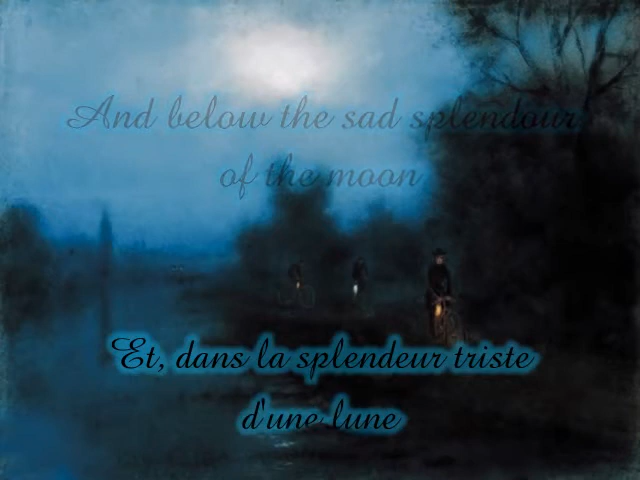 And below the sad splendour
of the moon
Et, dans la splendeur triste
d'une lune